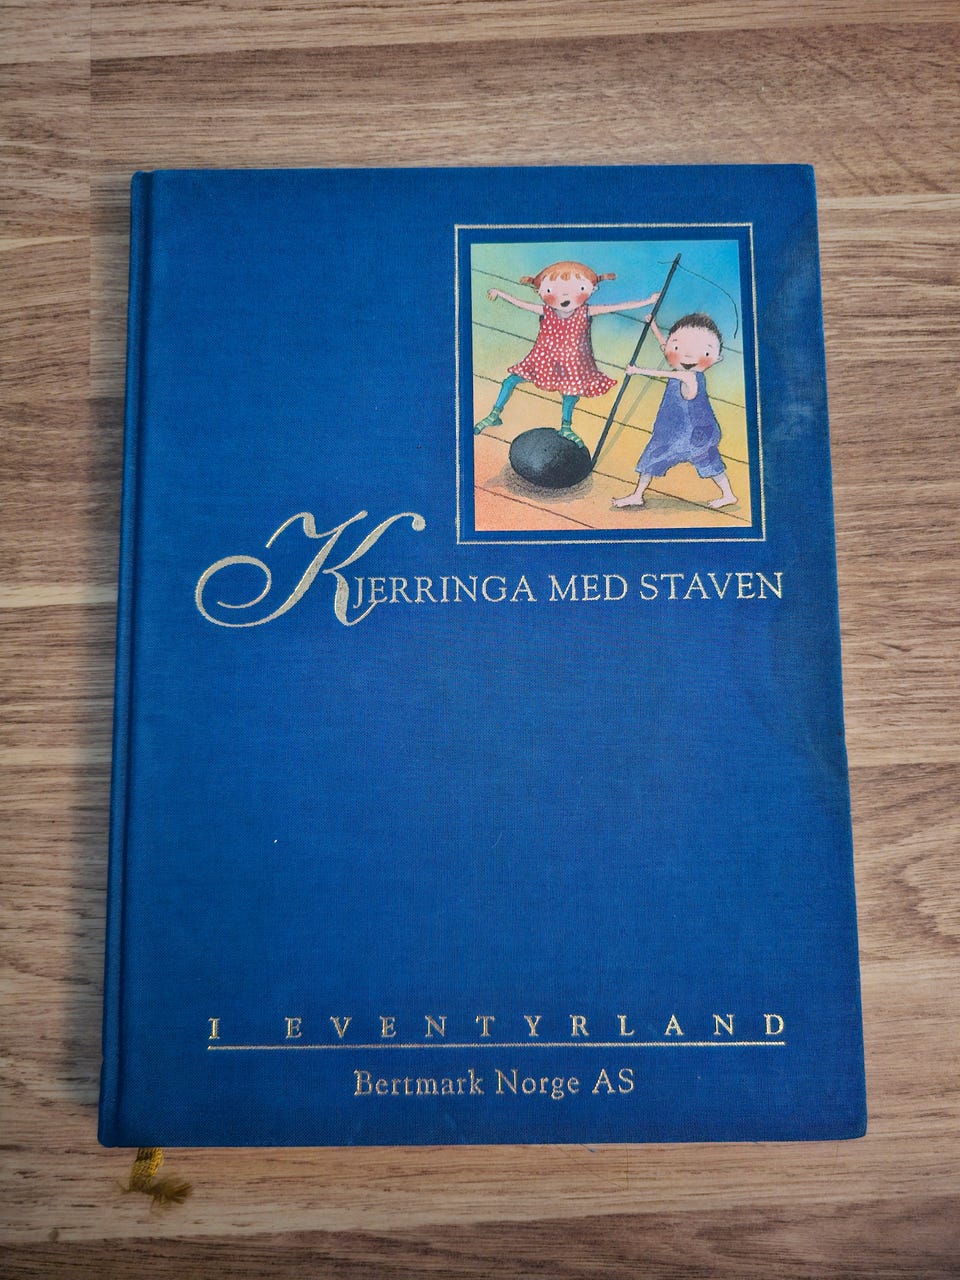 KJERRINGA MED STAVEN
I EVENTYRLAND
Bertmark Norge AS